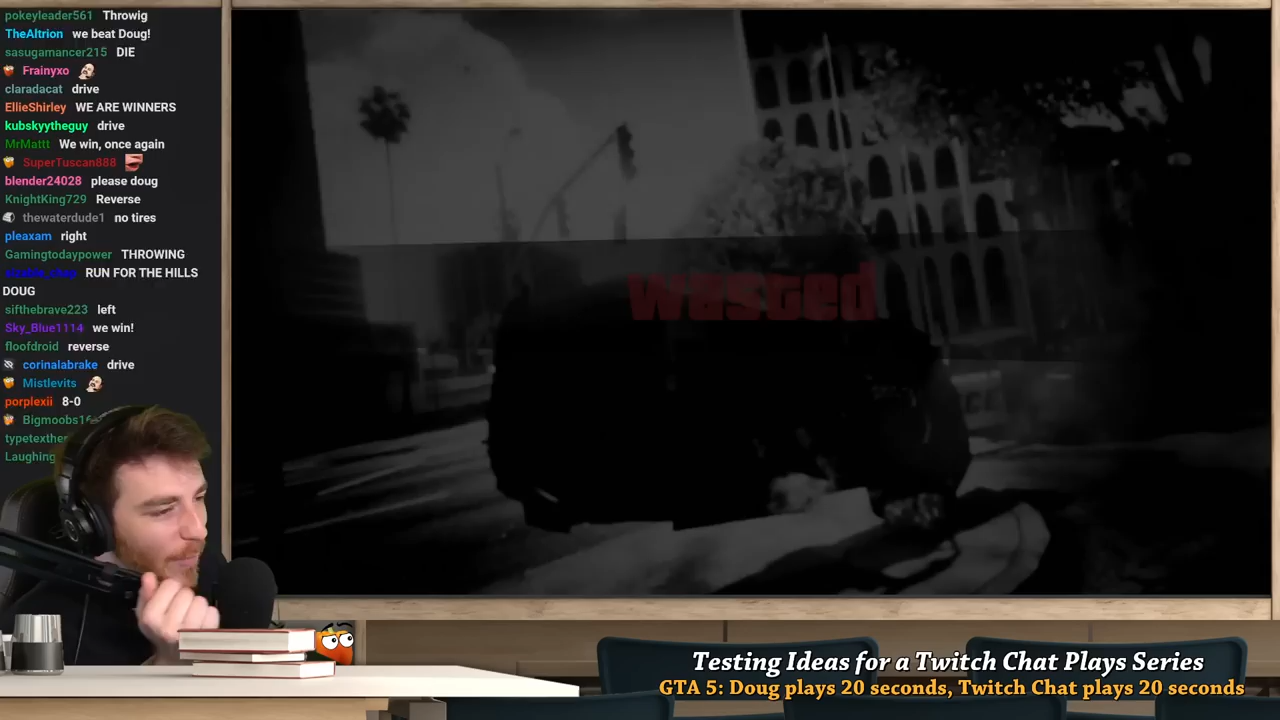 pokeyleader561 Throwig
TheAltrion we beat Doug!
sasugamancer215 DIE
Frainyxo
claradacat drive
EllieShirley WE ARE WINNERS
kubskyytheguy drive
MrMattt We win, once again
SuperTuscan888
blender24028 please doug
KnightKing729 Reverse
thewaterdude1 no tires
pleaxam right
Gamingtodaypower THROWING
RUN FOR THE HILLS
DOUG
sifthebrave223 left
Sky_Blue1114 we win!
floofdroid reverse
corinalabrake drive
Mistlevits
porplexii 8-0
wasted
Testing Ideas for a Twitch Chat Plays Series
GTA 5: Doug plays 20 seconds, Twitch Chat plays 20 seconds